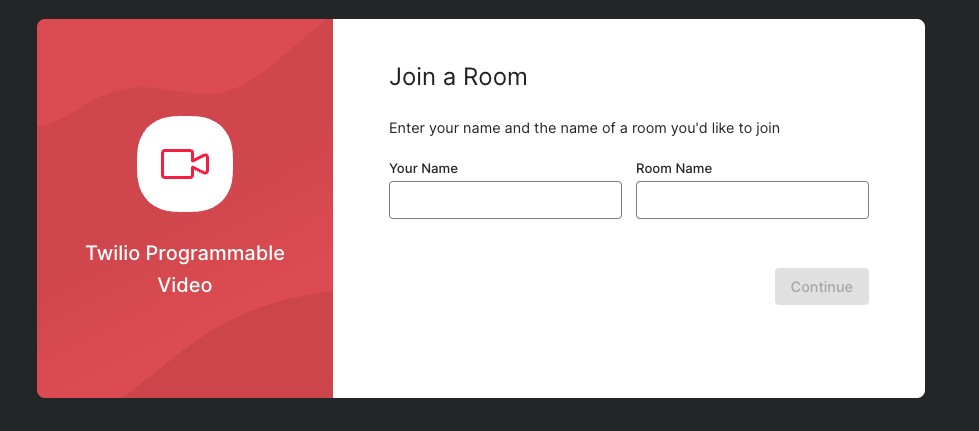 Twilio Programmable
Video
Join a Room
Enter your name and the name of a room you'd like to join
Your Name
Room Name
Continue